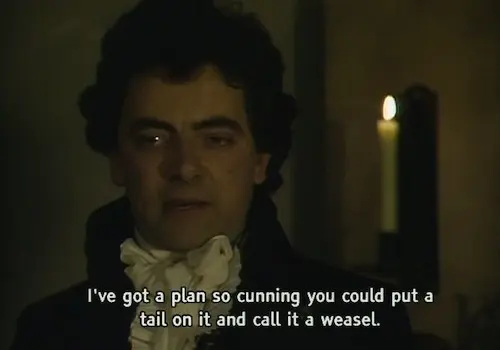 I've got a plan so cunning you could put a
tail on it and call it a weasel.